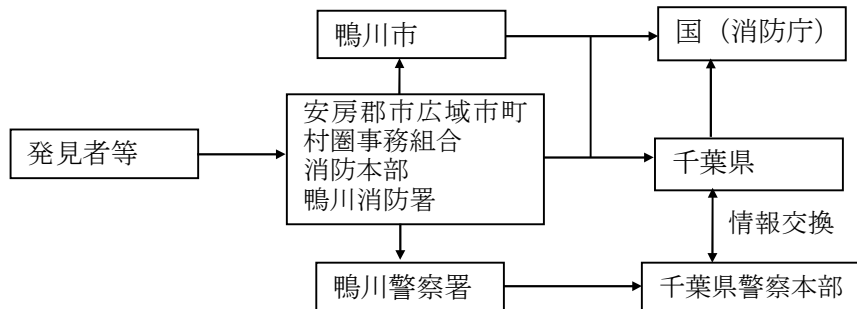 鴨川市
国（消防庁）
発見者等
安房郡市広域市町
村圏事務組合
消防本部
鴨川消防署
千葉県
情報交換
鴨川警察署
千葉県警察本部